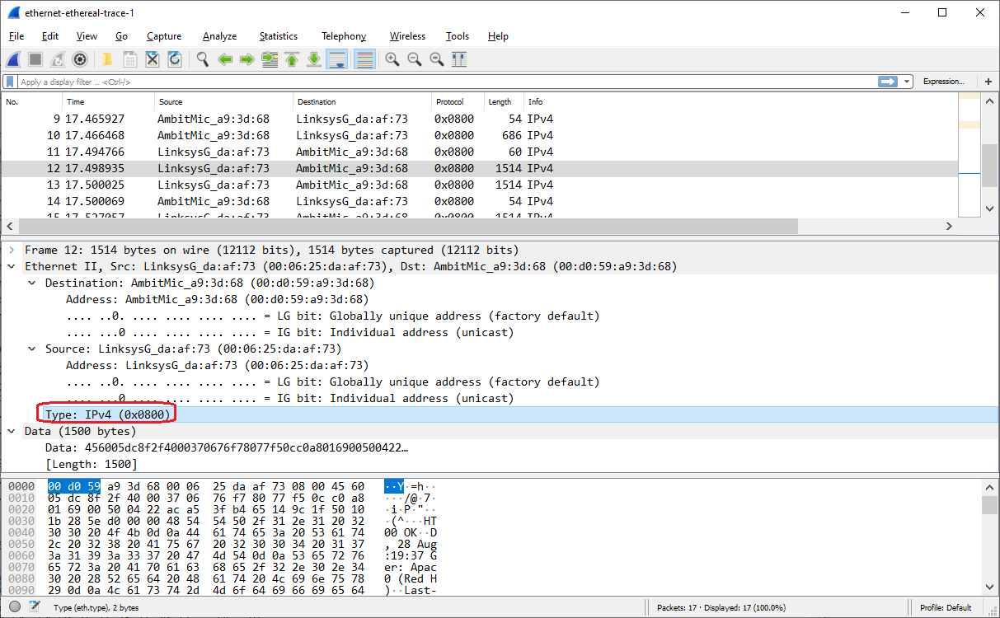 ethernet-ethereal-trace-1
File Edit View Go Capture Analyze Statistics Telephony Wireless Tools Help
Apply a display filter ... <Ctrl-/> Expression... +
No. Time Source Destination Protocol Length Info
9 17.465927 AmbitMic_a9:3d:68 LinksysG_da:af:73 0x0800 54 IPv4
10 17.466468 AmbitMic_a9:3d:68 LinksysG_da:af:73 0x0800 686 IPv4
11 17.494766 LinksysG_da:af:73 AmbitMic_a9:3d:68 0x0800 60 IPv4
12 17.498935 LinksysG_da:af:73 AmbitMic_a9:3d:68 0x0800 1514 IPv4
13 17.500025 LinksysG_da:af:73 AmbitMic_a9:3d:68 0x0800 1514 IPv4
14 17.500069 AmbitMic_a9:3d:68 LinksysG_da:af:73 0x0800 54 IPv4
15 17.527057 LinksysG_da:af:73 AmbitMic_a9:3d:68 0x0800 1514 IPv4
Frame 12: 1514 bytes on wire (12112 bits), 1514 bytes captured (12112 bits)
Ethernet II, Src: LinksysG_da:af:73 (00:06:25:da:af:73), Dst: AmbitMic_a9:3d:68 (00:d0:59:a9:3d:68)
Destination: AmbitMic_a9:3d:68 (00:d0:59:a9:3d:68)
Address: AmbitMic_a9:3d:68 (00:d0:59:a9:3d:68)
.... ..0. .... .... .... .... = LG bit: Globally unique address (factory default)
.... ...0 .... .... .... .... = IG bit: Individual address (unicast)
Source: LinksysG_da:af:73 (00:06:25:da:af:73)
Address: LinksysG_da:af:73 (00:06:25:da:af:73)
.... ..0. .... .... .... .... = LG bit: Globally unique address (factory default)
.... ...0 .... .... .... .... = IG bit: Individual address (unicast)
Type: IPv4 (0x0800)
Data (1500 bytes)
Data: 456005dc8f2f4000370676f78077f50cc0a8016900500422…
[Length: 1500]
0000 00 d0 59 a9 3d 68 00 06 25 da af 73 08 00 45 60 ··Y·=h··
0010 05 dc 8f 2f 40 00 37 06 76 f7 80 77 f5 0c c0 a8 ···/@·7·
0020 01 69 00 50 04 22 ac a5 3f b4 65 14 9c 1f 50 10 ·i·P·"··
0030 1b 28 5e d0 00 00 48 54 54 50 2f 31 2e 31 20 32 ·(^···HT
0040 30 30 20 4f 4b 0d 0a 44 61 74 65 3a 20 53 61 74 00 OK··D
0050 2c 20 32 38 20 41 75 67 20 32 30 30 34 20 31 37 , 28 Aug
0060 3a 31 39 3a 33 37 20 47 4d 54 0d 0a 53 65 72 76 :19:37 G
0070 65 72 3a 20 41 70 61 63 68 65 2f 32 2e 30 2e 34 er: Apac
0080 30 20 28 52 65 64 20 48 61 74 20 4c 69 6e 75 78 0 (Red H
0090 29 0d 0a 4c 61 73 74 2d 4d 6f 64 69 66 69 65 64 )··Last-
Type (eth.type), 2 bytes Packets: 17 · Displayed: 17 (100.0%) Profile: Default